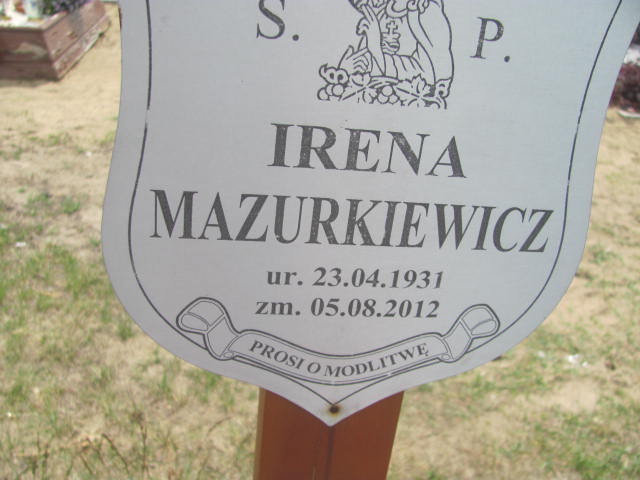 S. P.
IRENA
MAZURKIEWICZ
ur. 23.04.1931
zm. 05.08.2012
PROSI O MODLITWĘ